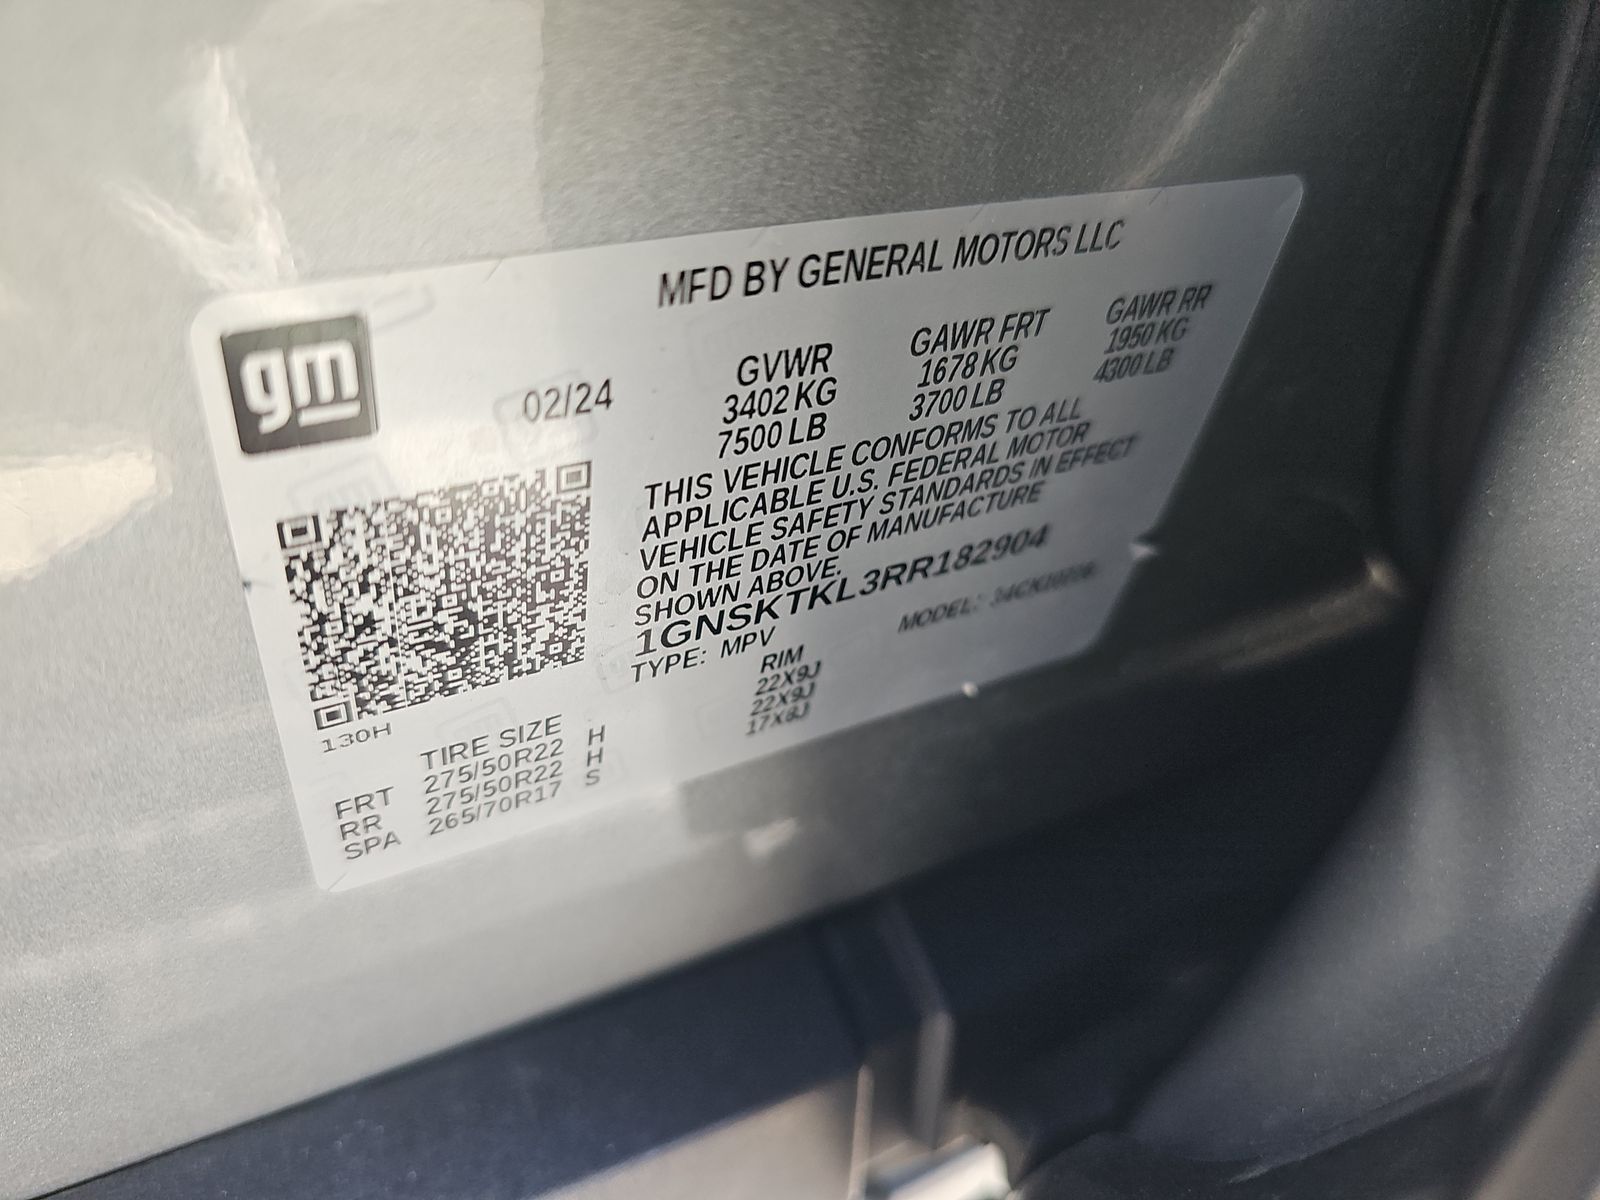 MFD BY GENERAL MOTORS LLC
gm
02/24
GVWR GAWR FRT GAWR RR
3402 KG 1678 KG 1950 KG
7500 LB 3700 LB 4300 LB
THIS VEHICLE CONFORMS TO ALL
APPLICABLE U.S. FEDERAL MOTOR
VEHICLE SAFETY STANDARDS IN EFFECT
ON THE DATE OF MANUFACTURE
SHOWN ABOVE.
1GNSKTKL3RR182904
TYPE: MPV MODEL:
130H
TIRE SIZE RIM
FRT 275/50R22 H 22X9J
RR 275/50R22 H 22X9J
SPA 265/70R17 S 17X8J